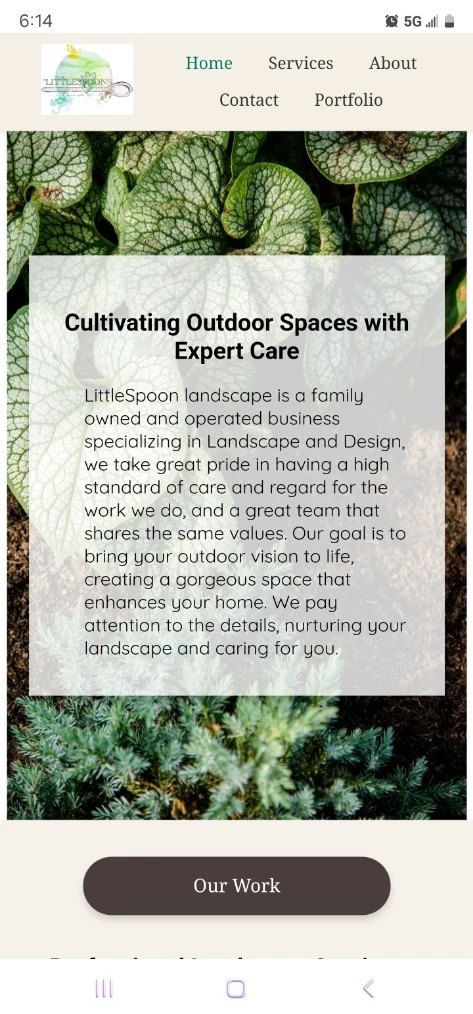 6:14
5G
LITTLESPOON
Home Services About
Contact Portfolio
Cultivating Outdoor Spaces with
Expert Care
LittleSpoon landscape is a family
owned and operated business
specializing in Landscape and Design,
we take great pride in having a high
standard of care and regard for the
work we do, and a great team that
shares the same values. Our goal is to
bring your outdoor vision to life,
creating a gorgeous space that
enhances your home. We pay
attention to the details, nurturing your
landscape and caring for you.
Our Work